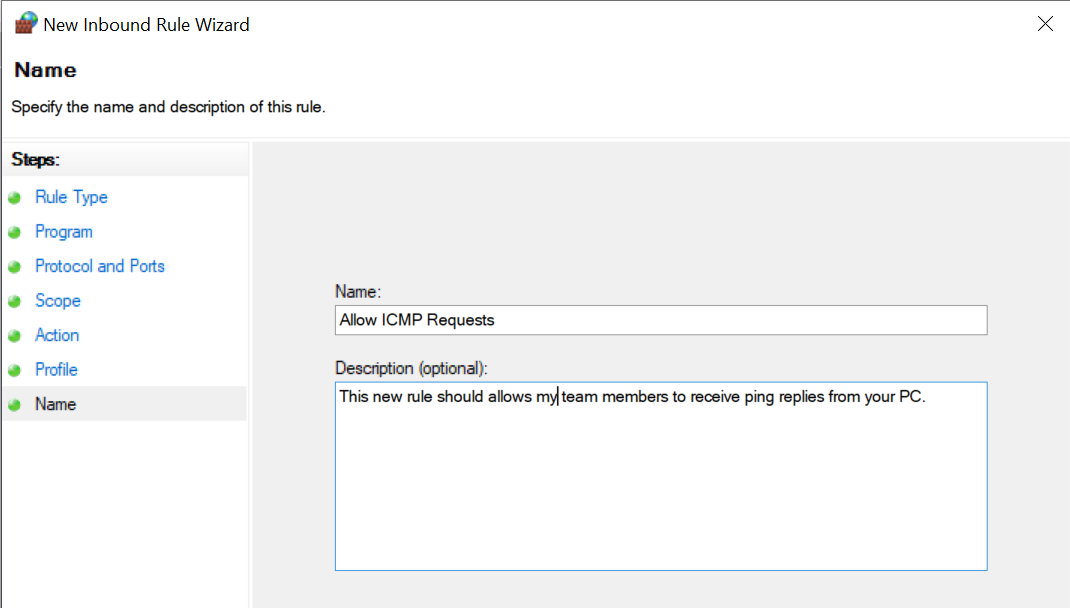 New Inbound Rule Wizard
Name
Specify the name and description of this rule.
Steps:
Rule Type
Program
Protocol and Ports
Scope
Action
Profile
Name
Name:
Allow ICMP Requests
Description (optional):
This new rule should allows my team members to receive ping replies from your PC.